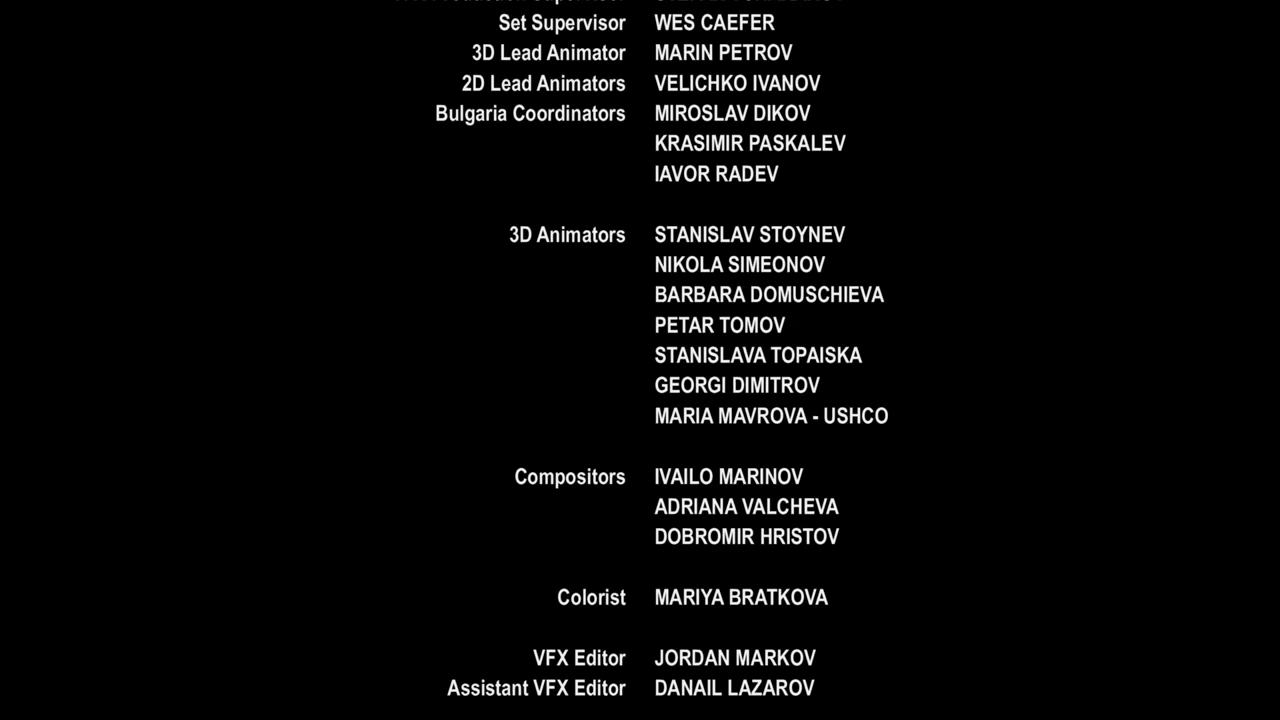 Set Supervisor WES CAEFER
3D Lead Animator MARIN PETROV
2D Lead Animators VELICHKO IVANOV
Bulgaria Coordinators MIROSLAV DIKOV
KRASIMIR PASKALEV
IAVOR RADEV
3D Animators STANISLAV STOYNEV
NIKOLA SIMEONOV
BARBARA DOMUSCHIEVA
PETAR TOMOV
STANISLAVA TOPAISKA
GEORGI DIMITROV
MARIA MAVROVA - USHCO
Compositors IVAILO MARINOV
ADRIANA VALCHEVA
DOBROMIR HRISTOV
Colorist MARIYA BRATKOVA
VFX Editor JORDAN MARKOV
Assistant VFX Editor DANAIL LAZAROV